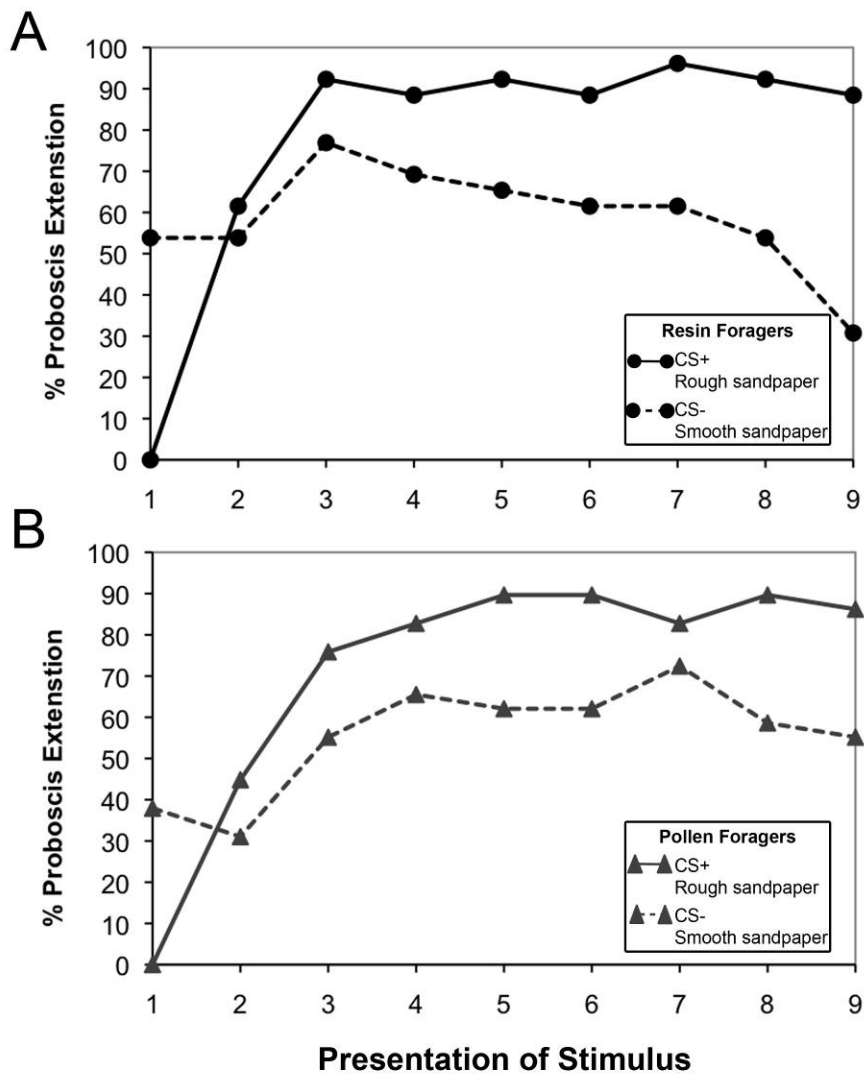 A
100
90
80
70
60
50
40
30
20
10
0
% Proboscis Extenstion
1 2 3 4 5 6 7 8 9
Resin Foragers
CS+
Rough sandpaper
CS-
Smooth sandpaper
B
100
90
80
70
60
50
40
30
20
10
0
% Proboscis Extenstion
1 2 3 4 5 6 7 8 9
Pollen Foragers
CS+
Rough sandpaper
CS-
Smooth sandpaper
Presentation of Stimulus